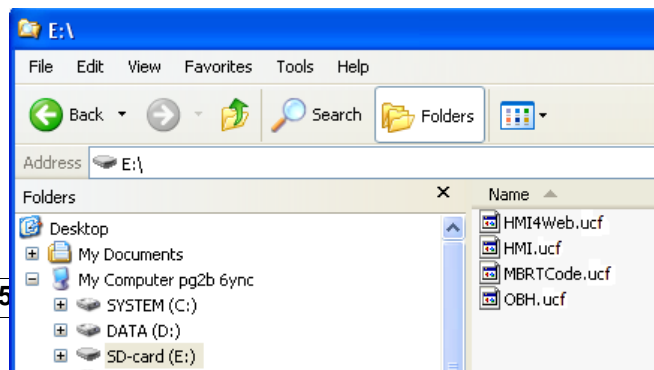 E:\
File Edit View Favorites Tools Help
Back Search Folders
Address E:\
Folders X Name
Desktop
My Documents
My Computer pg2b 6ync
SYSTEM (C:)
DATA (D:)
SD-card (E:)
HMI4Web.ucf
HMI.ucf
MBRTCode.ucf
OBH.ucf
5